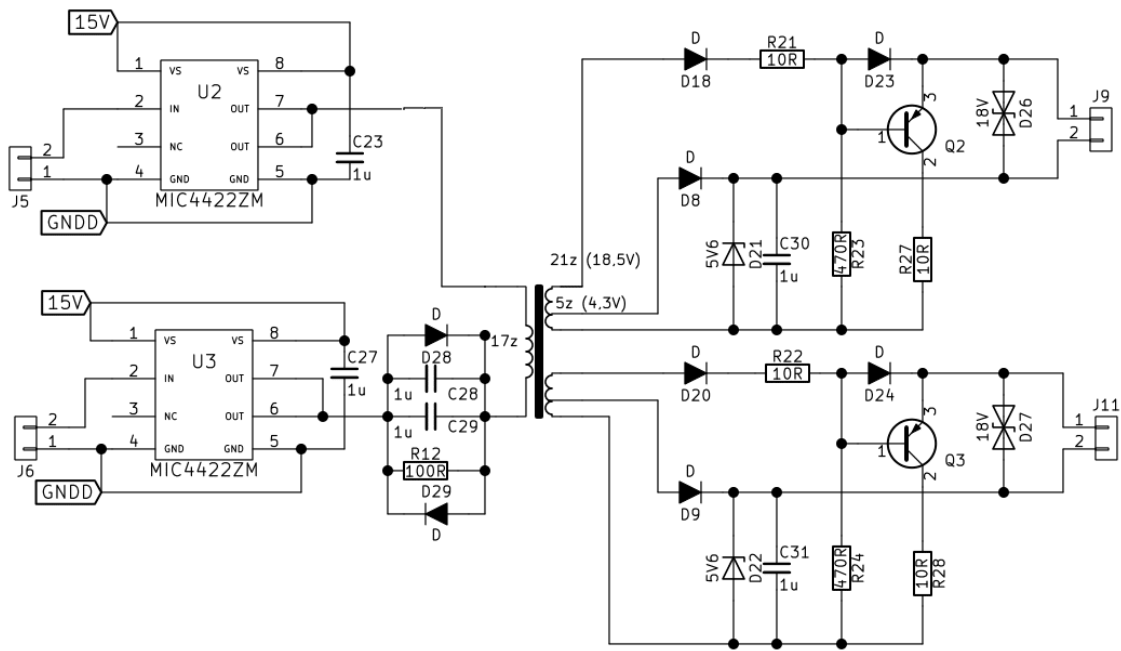 15V
1 VS VS 8
U2
2 IN OUT 7
3 NC OUT 6
4 GND GND 5
MIC4422ZM
C23
1u
2
1
J5
GNDD
15V
1 VS VS 8
U3
2 IN OUT 7
3 NC OUT 6
4 GND GND 5
MIC4422ZM
C27
1u
2
1
J6
GNDD
D
D28
1u C28
1u C29
R12
100R
D29
D
17z
21z (18,5V)
5z (4,3V)
D
D18
R21
10R
D
D23
3
1
2
Q2
18V
D26
J9
1
2
D
D8
5V6
D21
C30
1u
470R
R23
R27
10R
D
D20
R22
10R
D
D24
3
1
2
Q3
18V
D27
J11
1
2
D
D9
5V6
D22
C31
1u
470R
R24
10R
R28